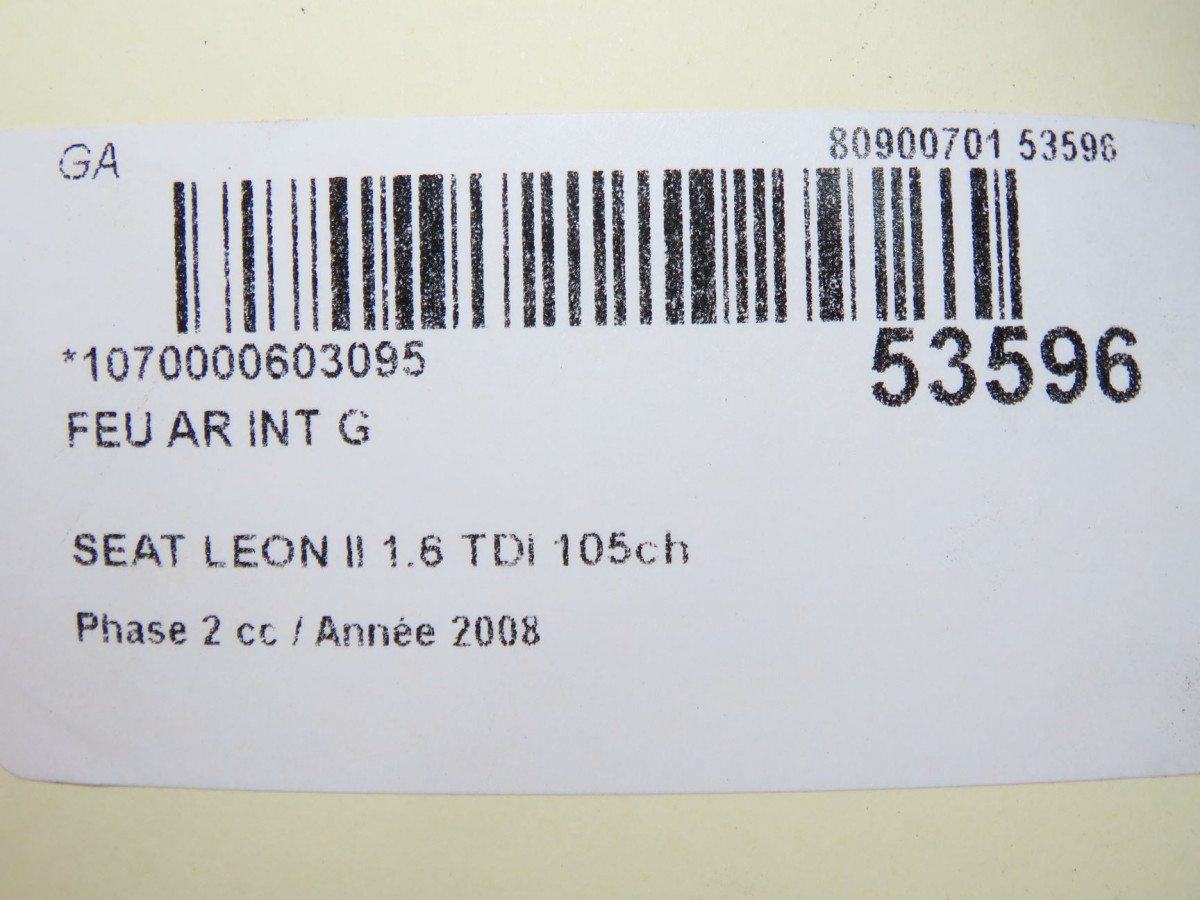 GA
80900701 53596
*1070000603095
53596
FEU AR INT G
SEAT LEON II 1.6 TDI 105ch
Phase 2 cc / Année 2008